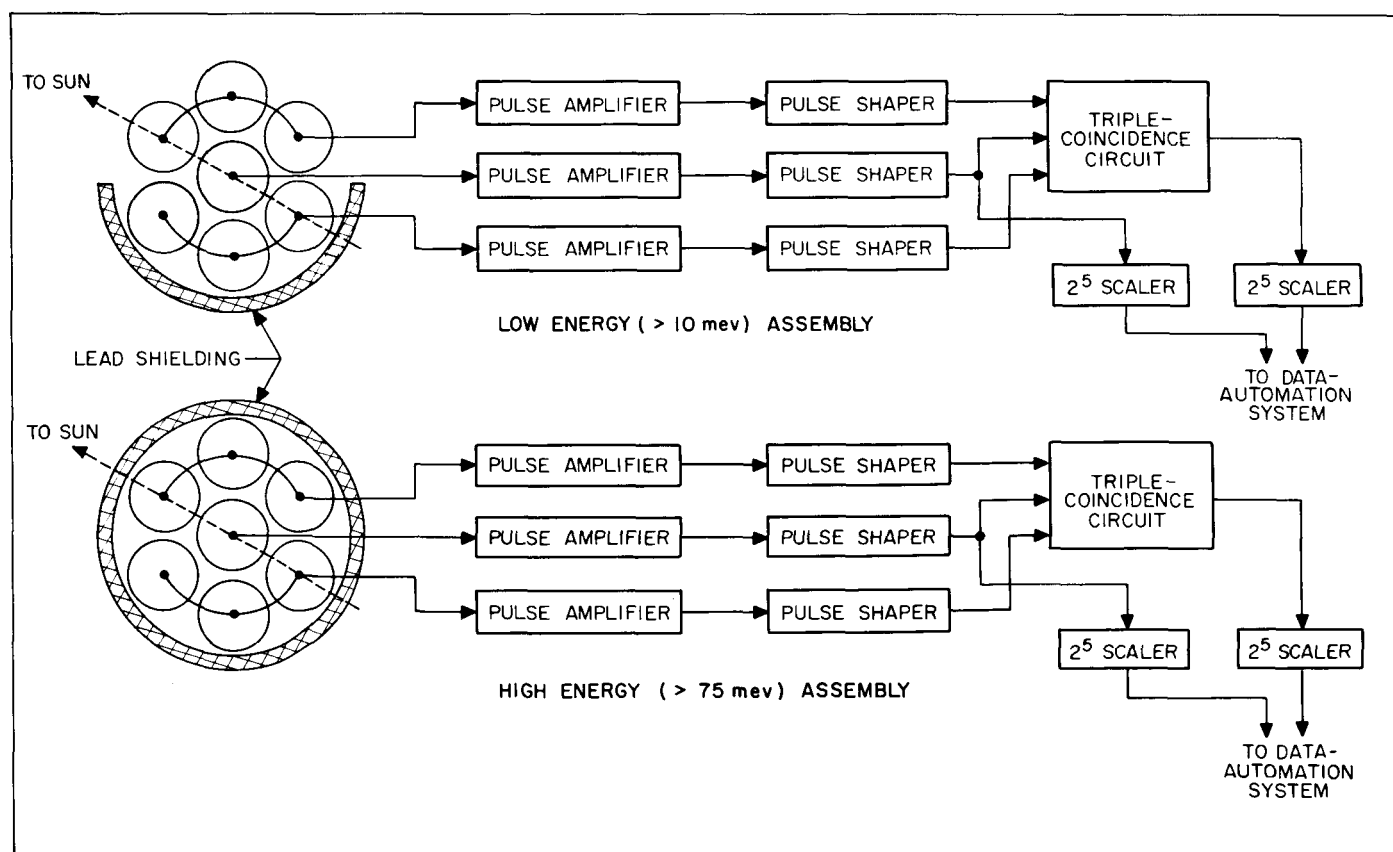 TO SUN
PULSE AMPLIFIER
PULSE SHAPER
TRIPLE-
COINCIDENCE
CIRCUIT
PULSE AMPLIFIER
PULSE SHAPER
PULSE AMPLIFIER
PULSE SHAPER
2⁵ SCALER
2⁵ SCALER
LOW ENERGY ( > 10 mev) ASSEMBLY
LEAD SHIELDING
TO DATA-
AUTOMATION
SYSTEM
TO SUN
PULSE AMPLIFIER
PULSE SHAPER
TRIPLE-
COINCIDENCE
CIRCUIT
PULSE AMPLIFIER
PULSE SHAPER
PULSE AMPLIFIER
PULSE SHAPER
2⁵ SCALER
2⁵ SCALER
HIGH ENERGY ( > 75 mev) ASSEMBLY
TO DATA-
AUTOMATION
SYSTEM